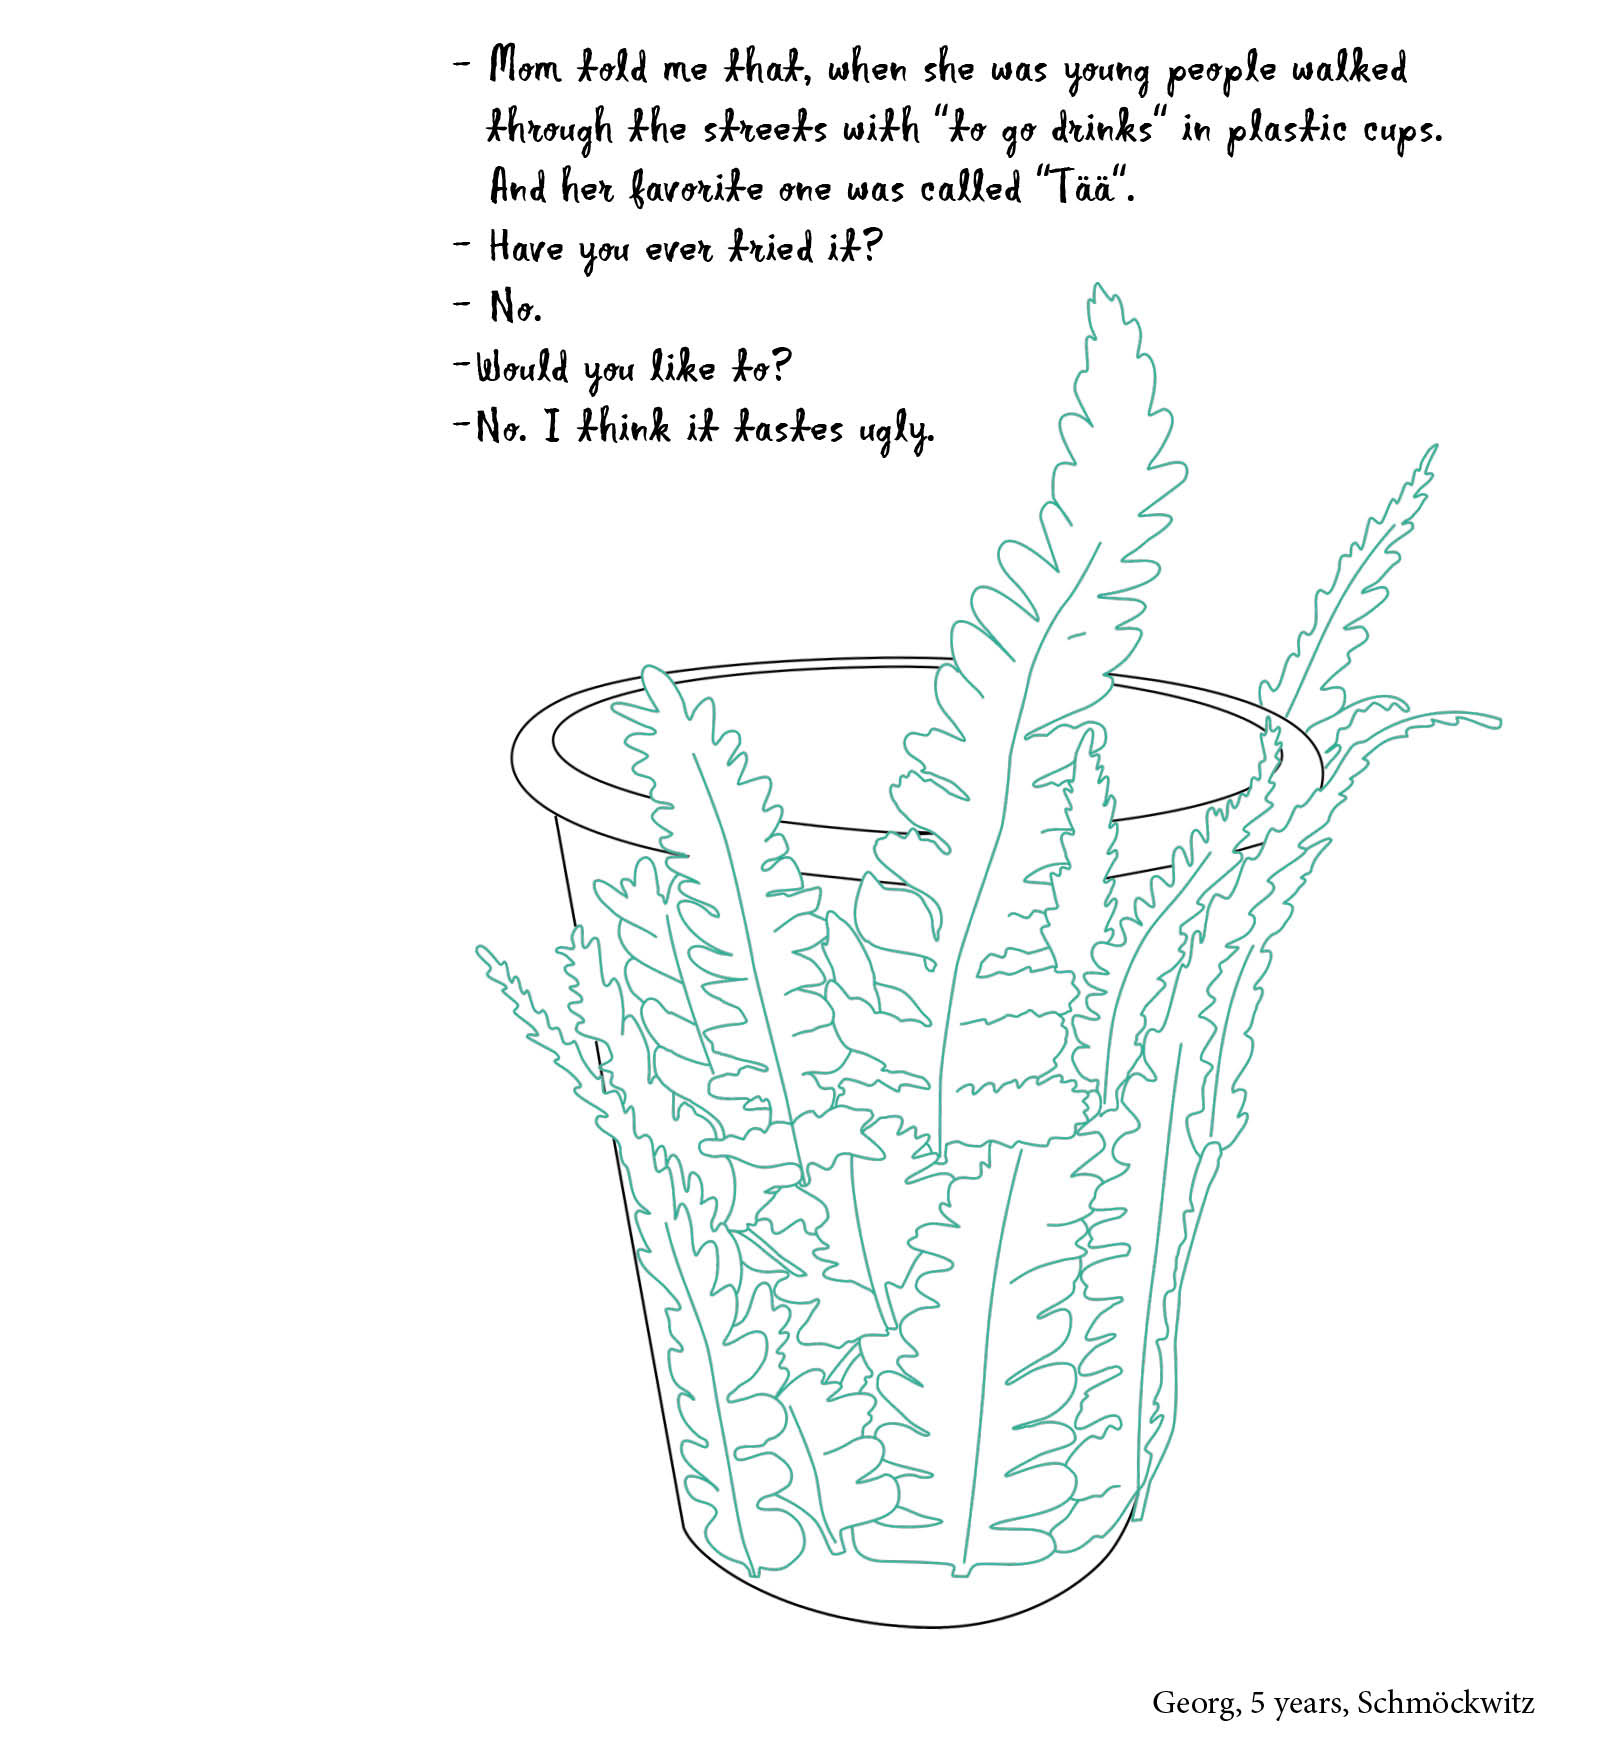 - Mom told me that, when she was young people walked
through the streets with “to go drinks“ in plastic cups.
And her favorite one was called “Tää“.
- Have you ever tried it?
- No.
-Would you like to?
-No. I think it tastes ugly.
Georg, 5 years, Schmöckwitz